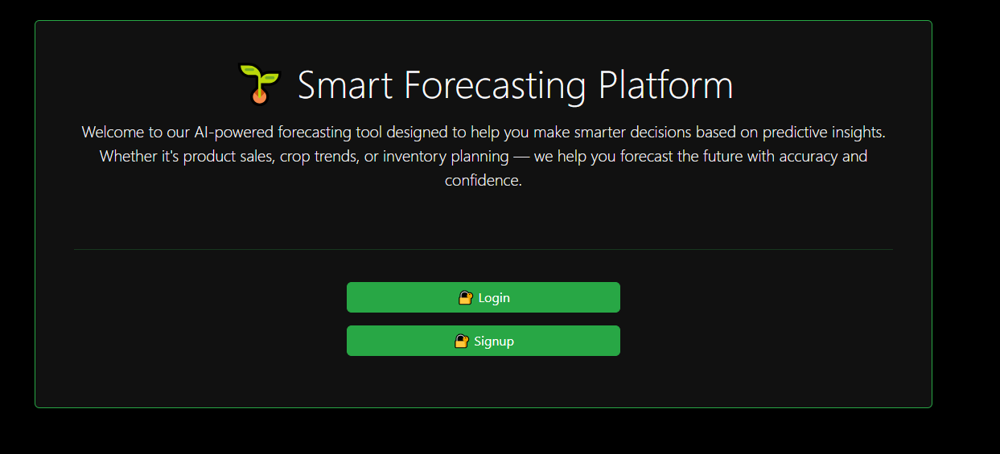 Smart Forecasting Platform
Welcome to our AI-powered forecasting tool designed to help you make smarter decisions based on predictive insights.
Whether it's product sales, crop trends, or inventory planning — we help you forecast the future with accuracy and
confidence.
Login
Signup